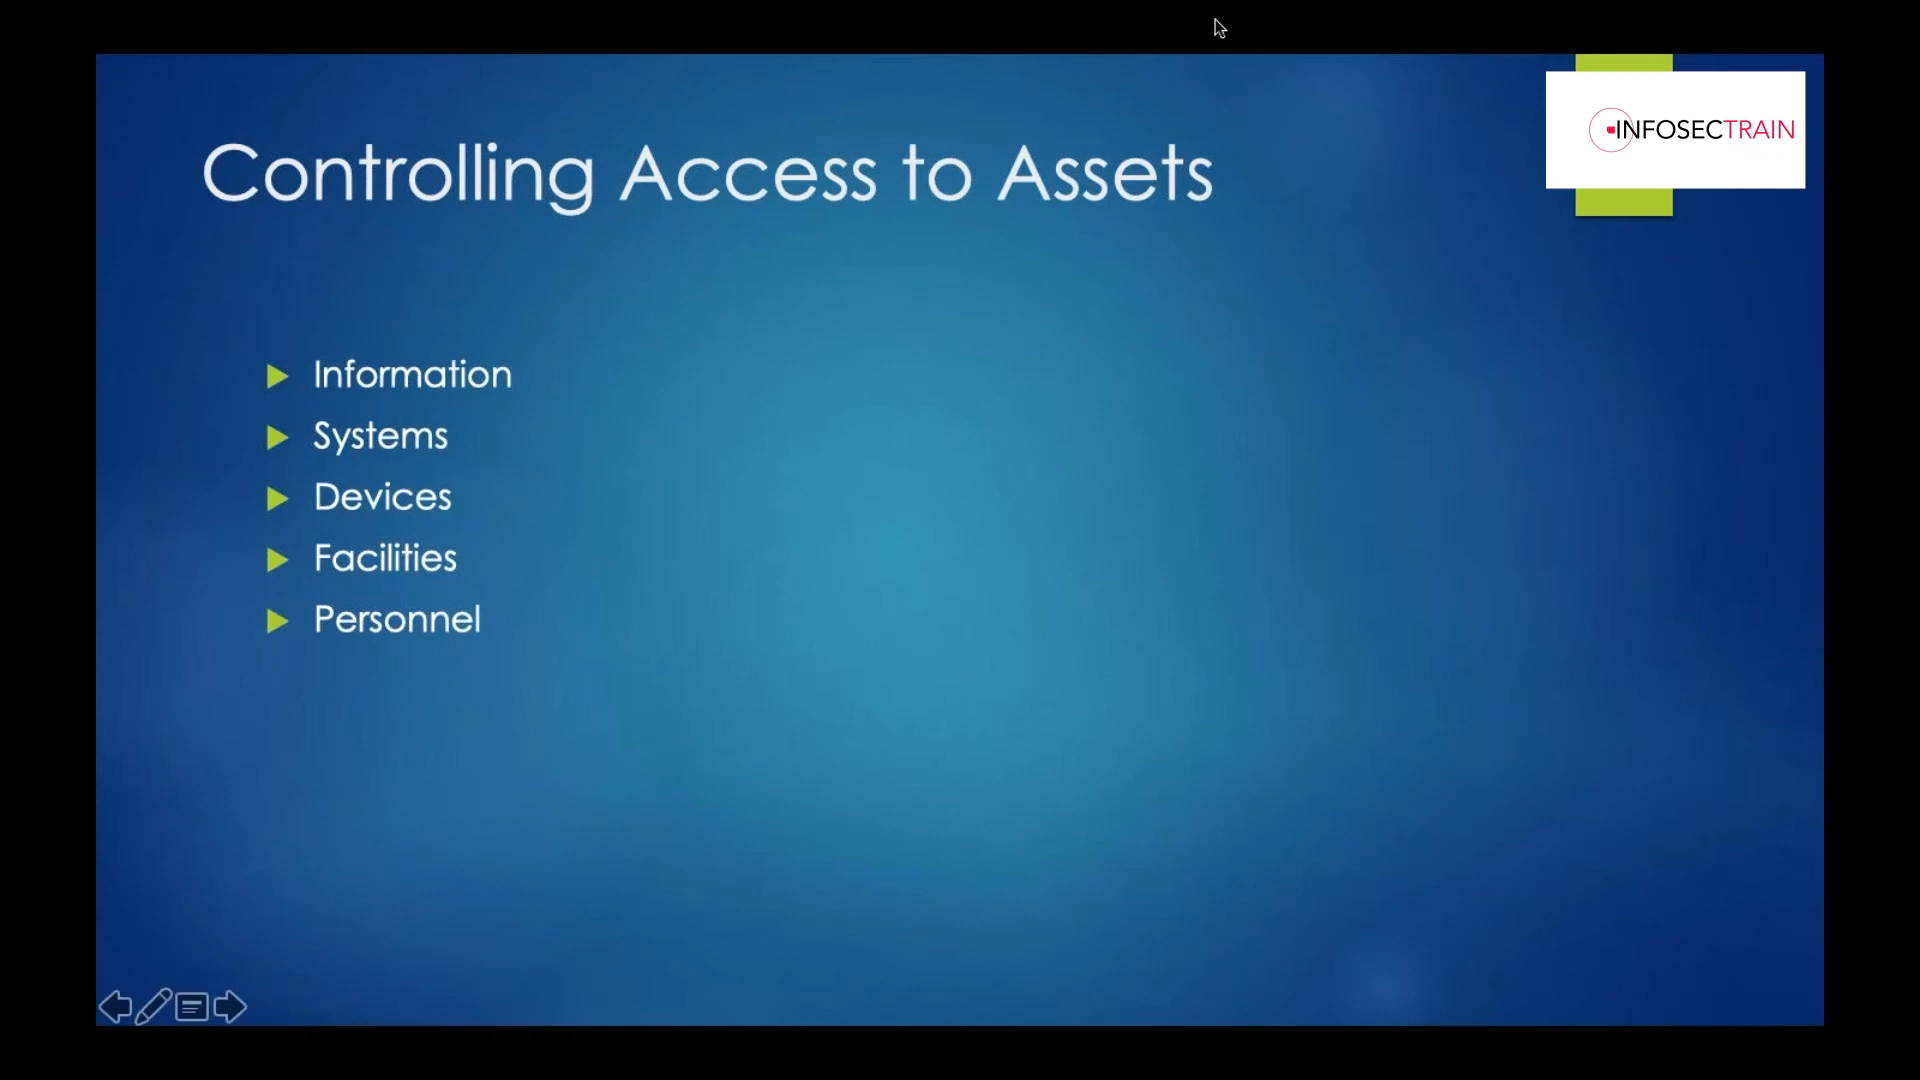 INFOSECTRAIN
Controlling Access to Assets
Information
Systems
Devices
Facilities
Personnel